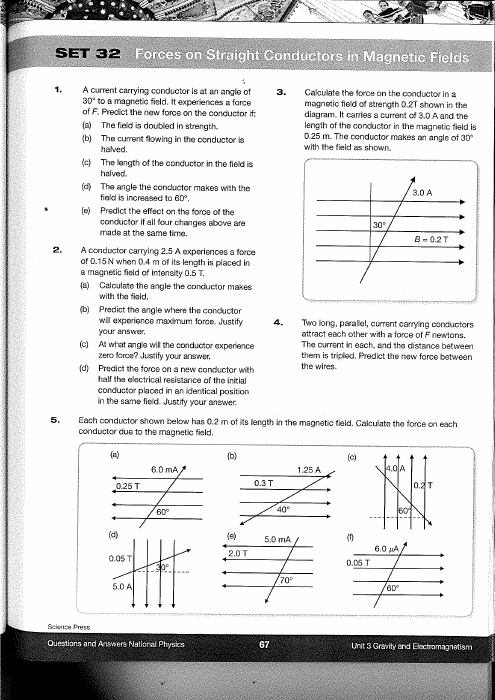 SET 32 Forces on Straight Conductors in Magnetic Fields
1. A current carrying conductor is at an angle of
30° to a magnetic field. It experiences a force
of F. Predict the new force on the conductor if:
(a) The field is doubled in strength.
(b) The current flowing in the conductor is
halved.
(c) The length of the conductor in the field is
halved.
(d) The angle the conductor makes with the
field is increased to 60°.
(e) Predict the effect on the force of the
conductor if all four changes above are
made at the same time.
2. A conductor carrying 2.5 A experiences a force
of 0.15 N when 0.4 m of its length is placed in
a magnetic field of intensity 0.5 T.
(a) Calculate the angle the conductor makes
with the field.
(b) Predict the angle where the conductor
will experience maximum force. Justify
your answer.
(c) At what angle will the conductor experience
zero force? Justify your answer.
(d) Predict the force on a new conductor with
half the electrical resistance of the initial
conductor placed in an identical position
in the same field. Justify your answer.
3. Calculate the force on the conductor in a
magnetic field of strength 0.2T shown in the
diagram. It carries a current of 3.0 A and the
length of the conductor in the magnetic field is
0.25 m. The conductor makes an angle of 30°
with the field as shown.
3.0 A
30°
B = 0.2 T
4. Two long, parallel, current carrying conductors
attract each other with a force of F newtons.
The current in each, and the distance between
them is tripled. Predict the new force between
the wires.
5. Each conductor shown below has 0.2 m of its length in the magnetic field. Calculate the force on each
conductor due to the magnetic field.
(a)
6.0 mA
0.25 T
60°
(b)
1.25 A
0.3 T
40°
(c)
4.0 A
0.2 T
60°
(d)
0.05 T
30°
5.0 A
(e)
5.0 mA
2.0 T
70°
(f)
6.0 μA
0.05 T
60°
Science Press
Questions and Answers National Physics 67 Unit 3 Gravity and Electromagnetism